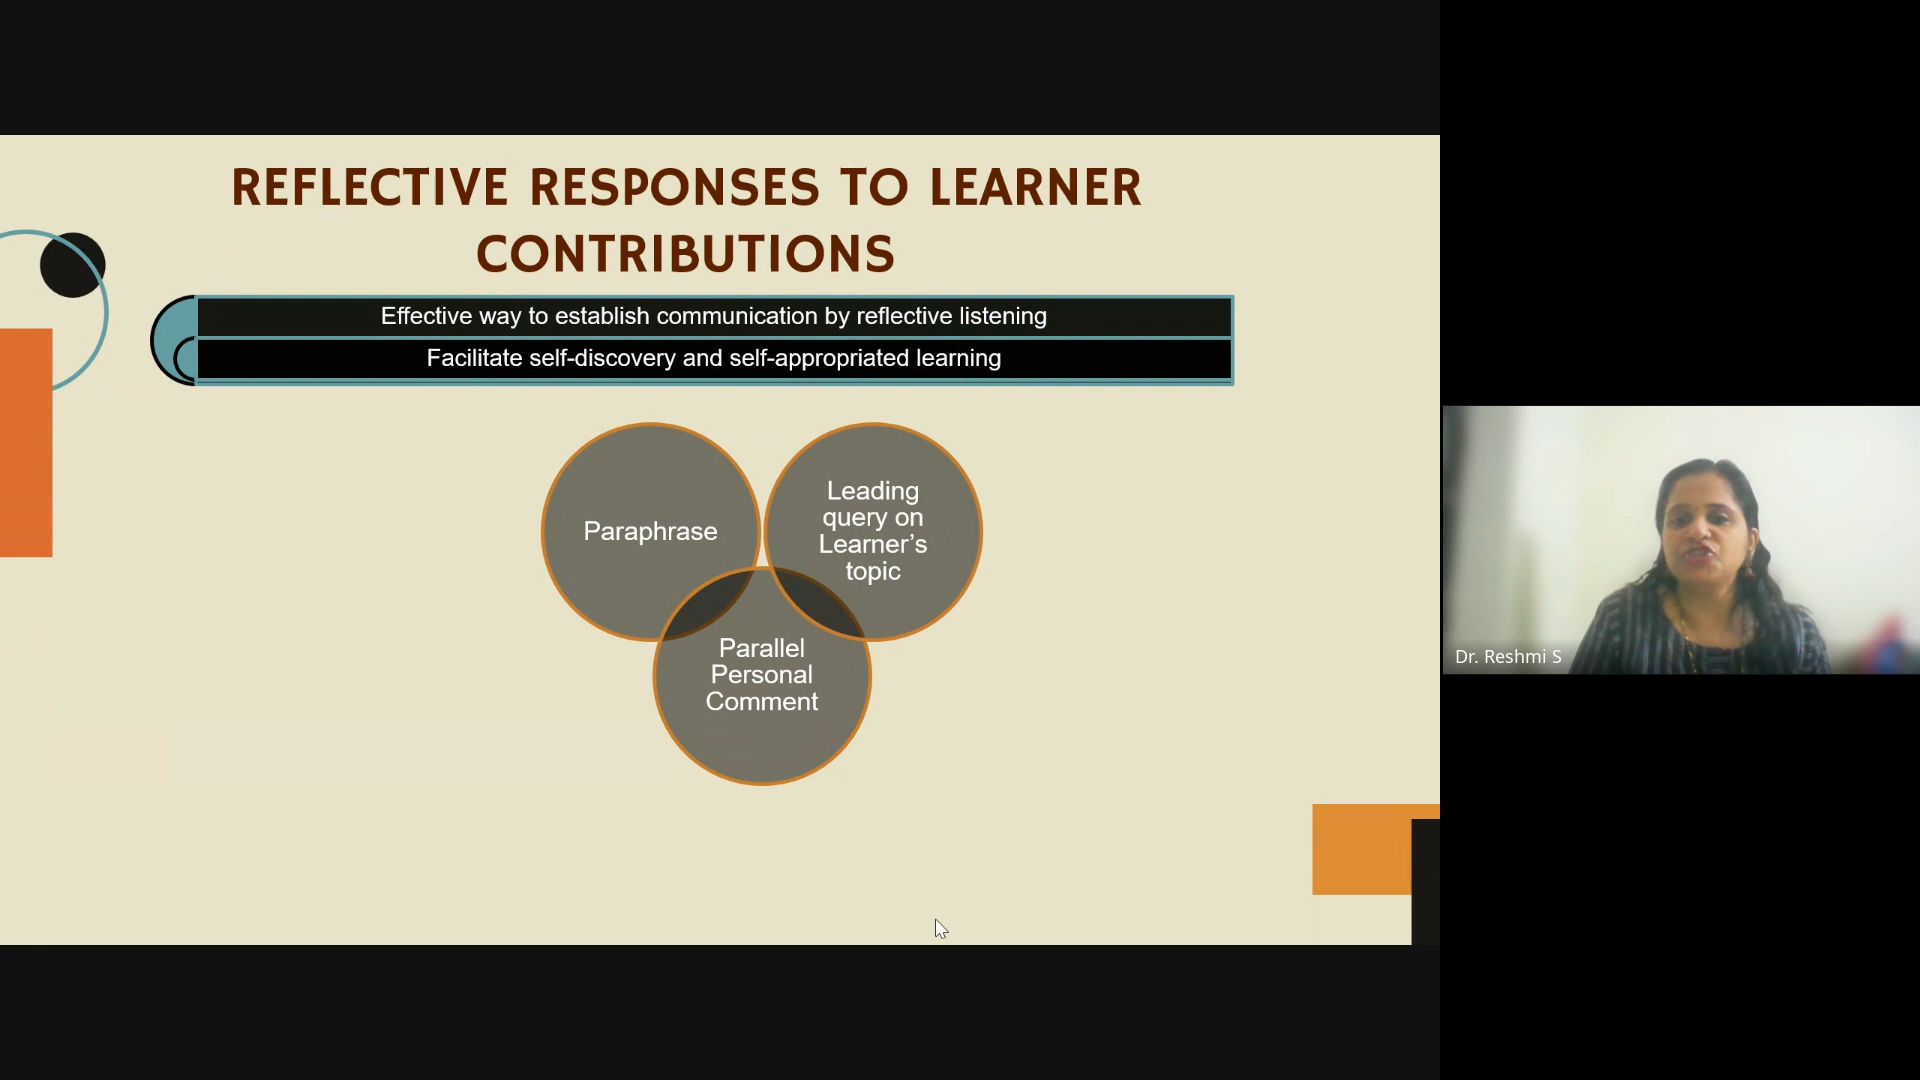 REFLECTIVE RESPONSES TO LEARNER
CONTRIBUTIONS
Effective way to establish communication by reflective listening
Facilitate self-discovery and self-appropriated learning
Paraphrase
Leading
query on
Learner’s
topic
Parallel
Personal
Comment
Dr. Reshmi S